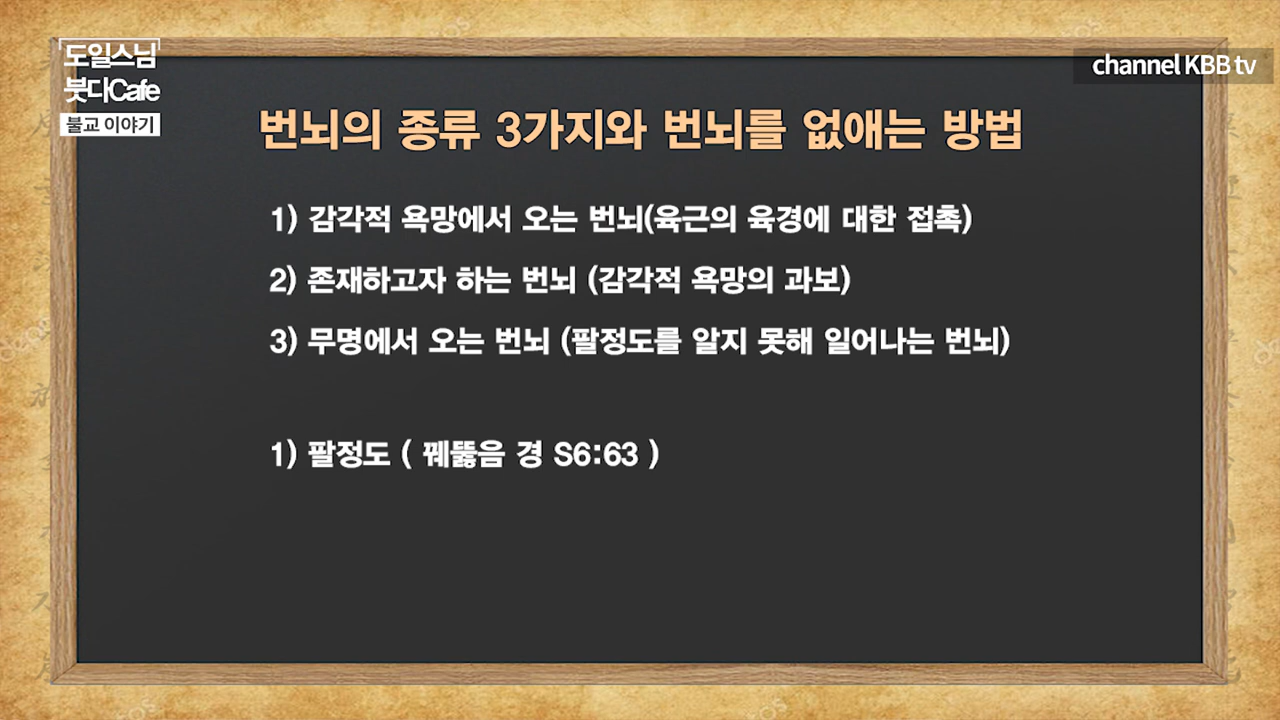 도일스님
붓다Cafe
불교 이야기
channel KBB tv
번뇌의 종류 3가지와 번뇌를 없애는 방법
1) 감각적 욕망에서 오는 번뇌(육근의 육경에 대한 접촉)
2) 존재하고자 하는 번뇌 (감각적 욕망의 과보)
3) 무명에서 오는 번뇌 (팔정도를 알지 못해 일어나는 번뇌)
1) 팔정도 ( 꿰뚫음 경 S6:63 )